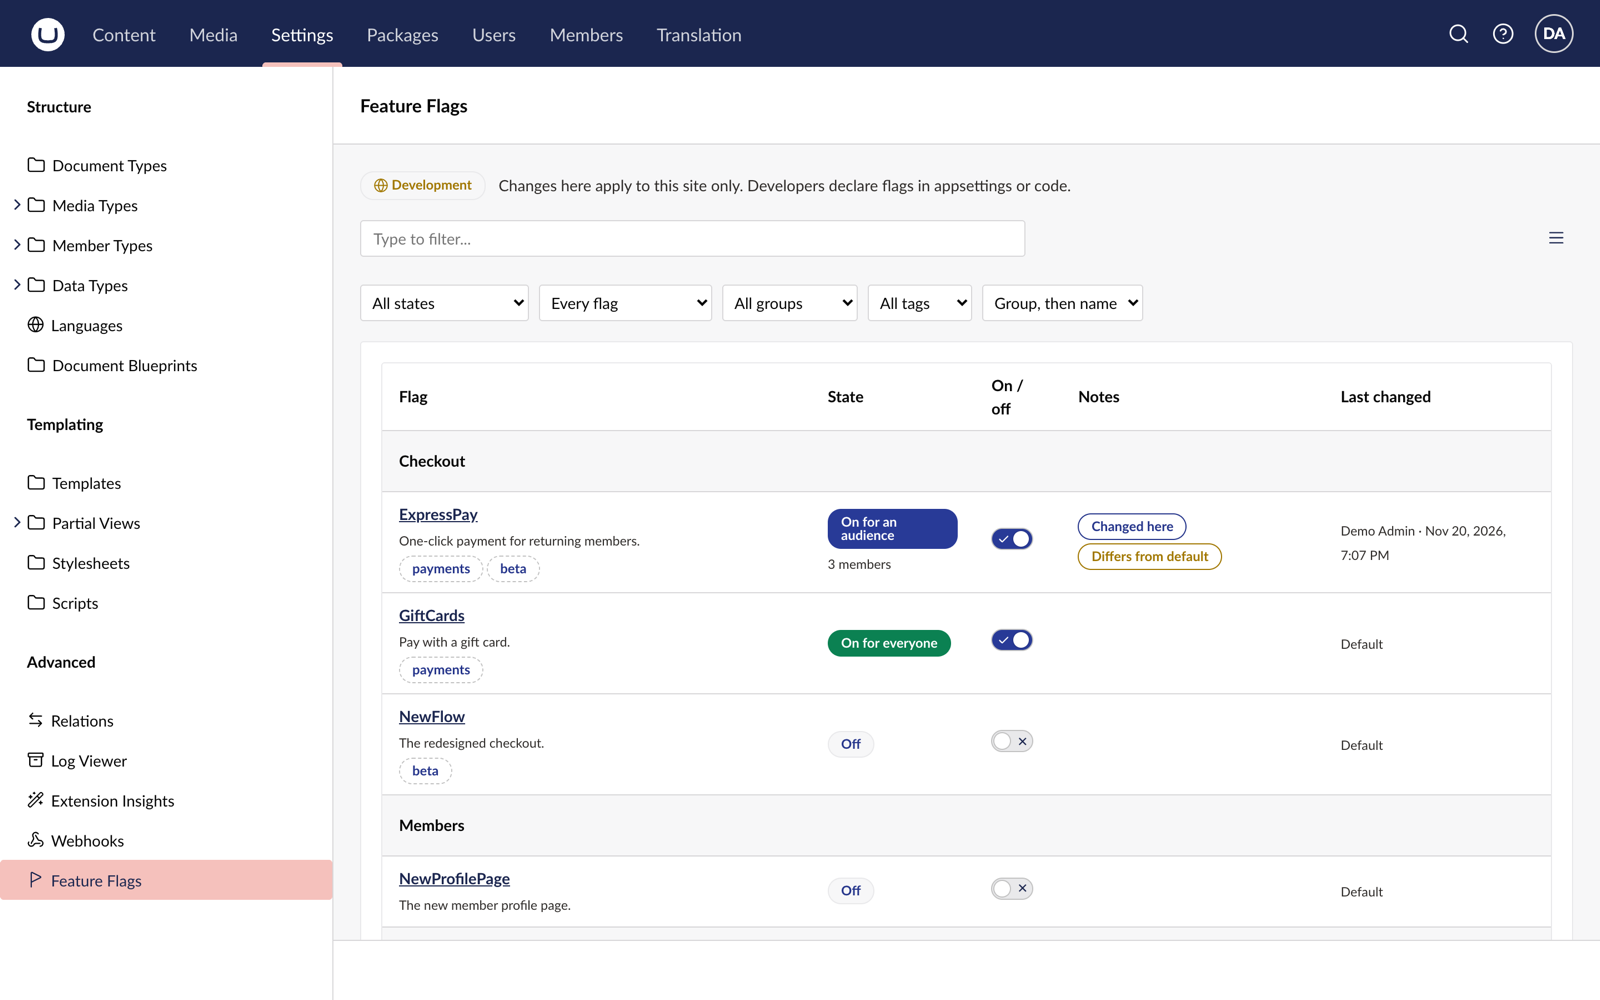 Content
Media
Settings
Packages
Users
Members
Translation
DA
Structure
Document Types
Media Types
Member Types
Data Types
Languages
Document Blueprints
Templating
Templates
Partial Views
Stylesheets
Scripts
Advanced
Relations
Log Viewer
Extension Insights
Webhooks
Feature Flags
Feature Flags
Development
Changes here apply to this site only. Developers declare flags in appsettings or code.
Type to filter...
All states
Every flag
All groups
All tags
Group, then name
Flag
State
On /
off
Notes
Last changed
Checkout
ExpressPay
One-click payment for returning members.
payments
beta
On for an
audience
3 members
Changed here
Differs from default
Demo Admin · Nov 20, 2026,
7:07 PM
GiftCards
Pay with a gift card.
payments
On for everyone
Default
NewFlow
The redesigned checkout.
beta
Off
Default
Members
NewProfilePage
The new member profile page.
Off
Default